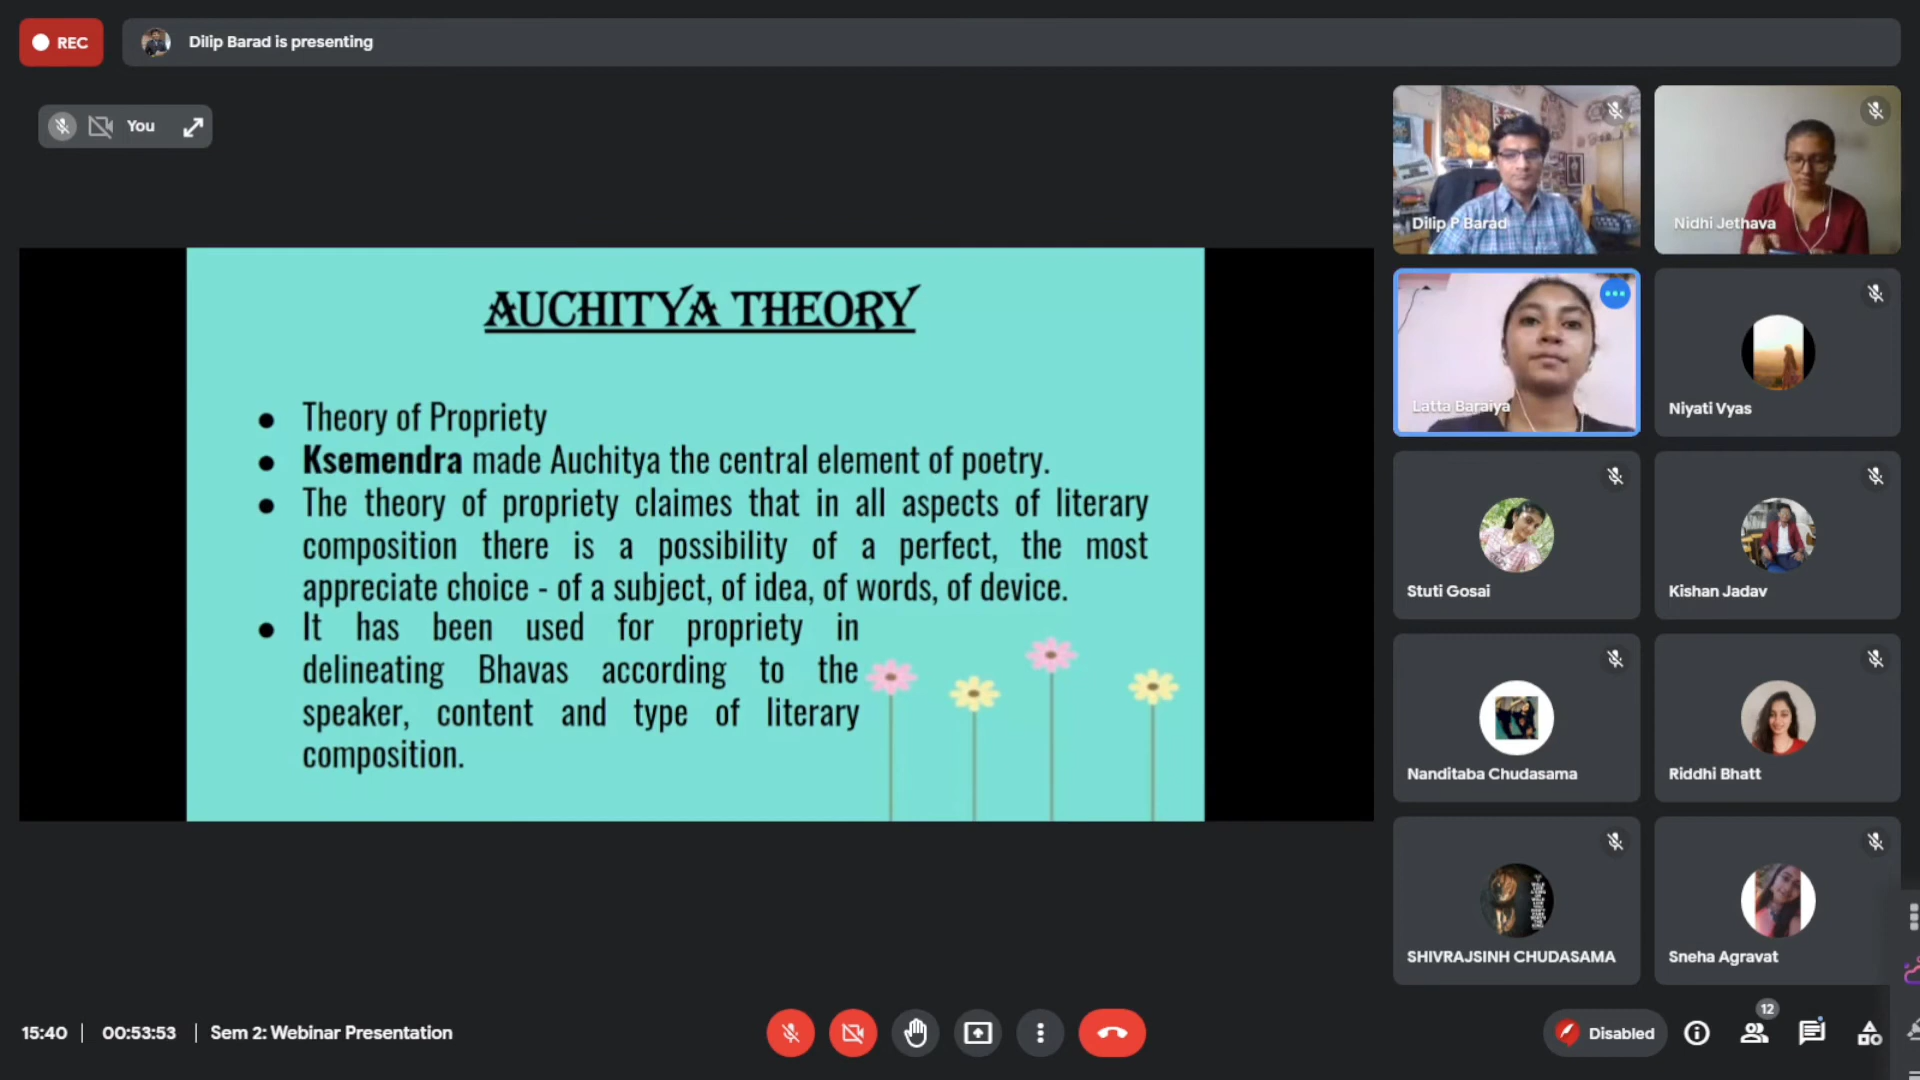 REC
Dilip Barad is presenting
You
AUCHITYA THEORY
● Theory of Propriety
● Ksemendra made Auchitya the central element of poetry.
● The theory of propriety claimes that in all aspects of literary
composition there is a possibility of a perfect, the most
appreciate choice - of a subject, of idea, of words, of device.
● It has been used for propriety in
delineating Bhavas according to the
speaker, content and type of literary
composition.
Dilip P Barad
Nidhi Jethava
Latta Baraiya
Niyati Vyas
Stuti Gosai
Kishan Jadav
Nanditaba Chudasama
Riddhi Bhatt
SHIVRAJSINH CHUDASAMA
Sneha Agravat
15:40 | 00:53:53 | Sem 2: Webinar Presentation
Disabled
12